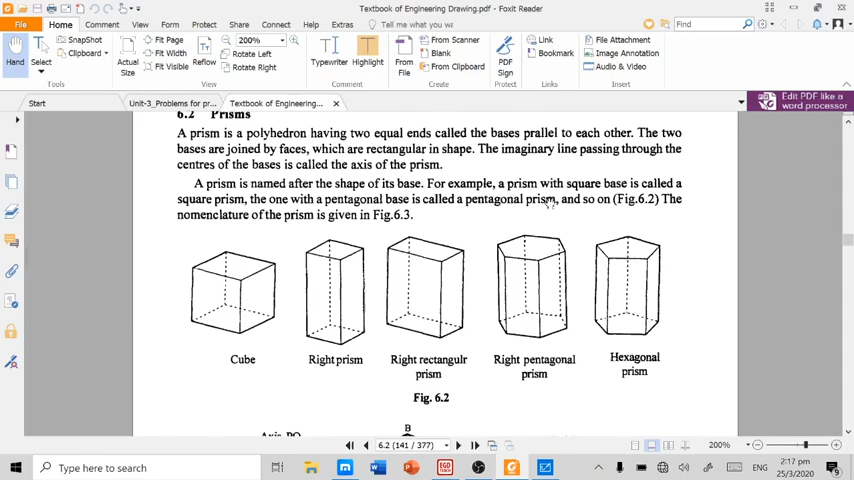 Textbook of Engineering Drawing.pdf - Foxit Reader
File Home Comment View Form Protect Share Connect Help Extras Tell me what you want... Find
Hand Select
SnapShot
Clipboard
Actual Size
Fit Page
Fit Width
Fit Visible
Reflow
200%
Rotate Left
Rotate Right
Typewriter Highlight
From File
From Scanner
Blank
From Clipboard
PDF Sign
Link
Bookmark
File Attachment
Image Annotation
Audio & Video
Tools View Comment Create Protect Links Insert
Start Unit-3_Problems for pr... Textbook of Engineering... Edit PDF like a
word processor
6.2 Prisms
A prism is a polyhedron having two equal ends called the bases prallel to each other. The two
bases are joined by faces, which are rectangular in shape. The imaginary line passing through the
centres of the bases is called the axis of the prism.
A prism is named after the shape of its base. For example, a prism with square base is called a
square prism, the one with a pentagonal base is called a pentagonal prism, and so on (Fig.6.2) The
nomenclature of the prism is given in Fig.6.3.
Cube Right prism Right rectangulr Right pentagonal Hexagonal
prism prism prism
Fig. 6.2
Axis PQ B
6.2 (141 / 377) 200%
Type here to search EGD ENG 2:17 pm
25/3/2020